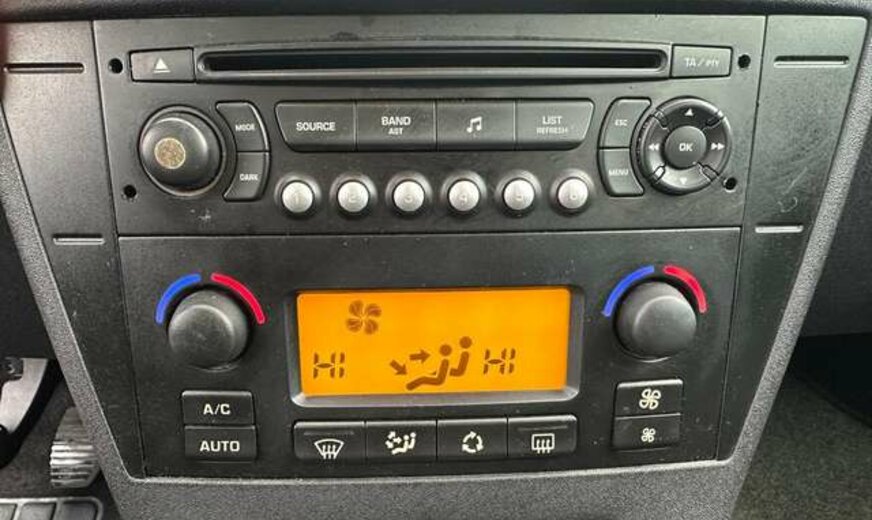 TA/PTY
MODE
SOURCE
BAND
AST
LIST
REFRESH
ESC
OK
DARK
MENU
1 2 3 4 5 6
HI HI
A/C
AUTO